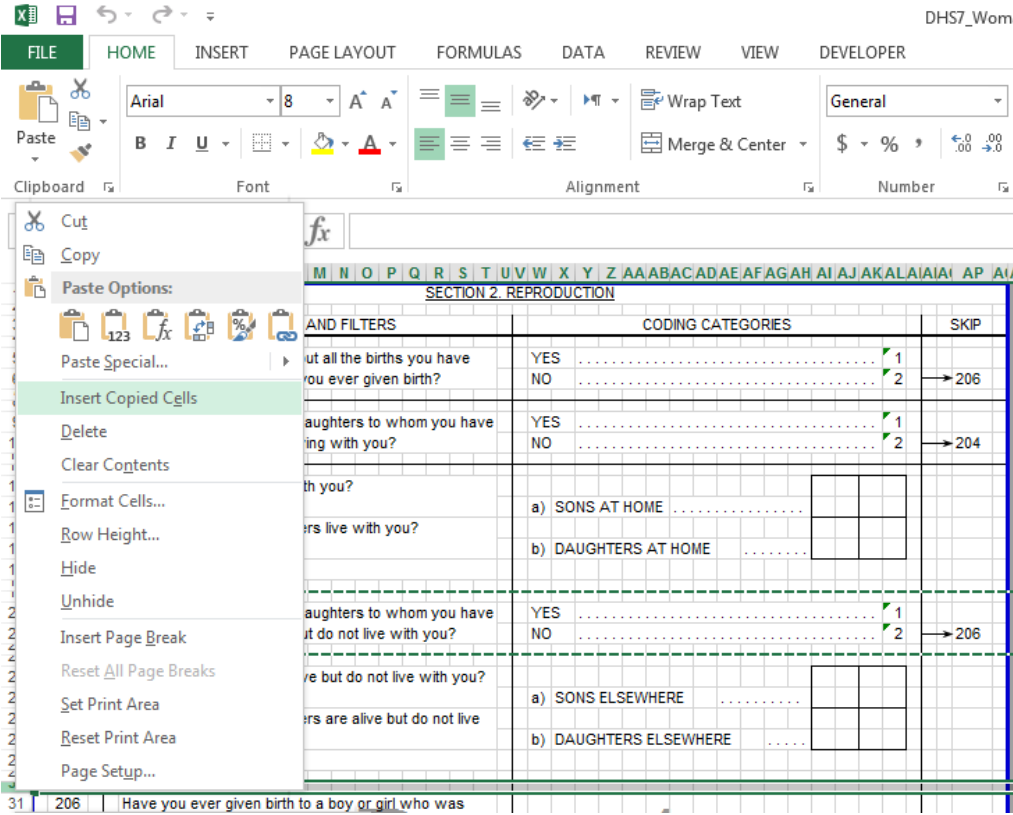 DHS7_Wom
FILE HOME INSERT PAGE LAYOUT FORMULAS DATA REVIEW VIEW DEVELOPER
Arial 8 A A Wrap Text General
Paste B I U A Merge & Center $ % , .0 .00 .00 .0
Clipboard Font Alignment Number
Cut
fx
Copy
M N O P Q R S T U V W X Y Z AA AB AC AD AE AF AG AH AI AJ AK AL AP
Paste Options:
SECTION 2. REPRODUCTION
123 fx %
AND FILTERS CODING CATEGORIES SKIP
Paste Special...
ut all the births you have YES 1
ou ever given birth? NO 2 206
Insert Copied Cells
aughters to whom you have YES 1
Delete
ing with you? NO 2 204
Clear Contents
th you?
Format Cells...
a) SONS AT HOME
Row Height...
ers live with you?
b) DAUGHTERS AT HOME
Hide
Unhide
aughters to whom you have YES 1
ut do not live with you? NO 2 206
Insert Page Break
Reset All Page Breaks
ve but do not live with you?
Set Print Area
a) SONS ELSEWHERE
ers are alive but do not live
Reset Print Area
b) DAUGHTERS ELSEWHERE
Page Setup...
31 206 Have you ever given birth to a boy or girl who was